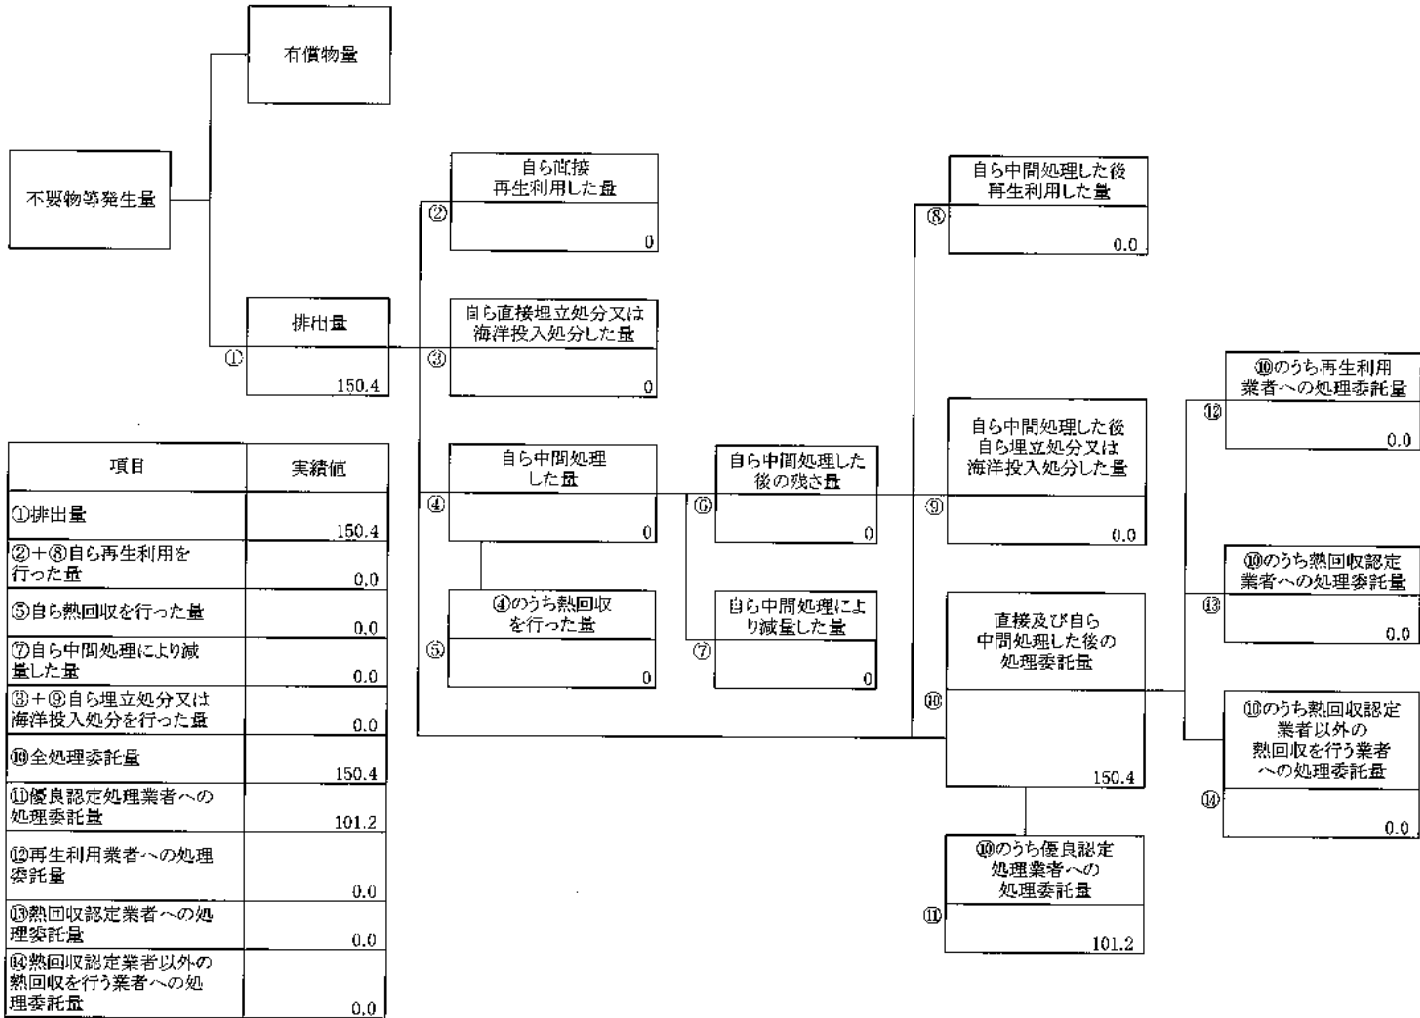 有償物量
不要物等発生量
排出量
①
150.4
自ら直接
再生利用した量
②
0
自ら直接埋立処分又は
海洋投入処分した量
③
0
自ら中間処理
した量
④
0
④のうち熱回収
を行った量
⑤
0
自ら中間処理した
後の残さ量
⑥
0
自ら中間処理によ
り減量した量
⑦
0
自ら中間処理した後
再生利用した量
⑧
0.0
自ら中間処理した後
自ら埋立処分又は
海洋投入処分した量
⑨
0.0
直接及び自ら
中間処理した後の
処理委託量
⑩
150.4
⑩のうち優良認定
処理業者への
処理委託量
⑪
101.2
⑩のうち再生利用
業者への処理委託量
⑫
0.0
⑩のうち熱回収認定
業者への処理委託量
⑬
0.0
⑩のうち熱回収認定
業者以外の
熱回収を行う業者
への処理委託量
⑭
0.0
項目 実績値
①排出量 150.4
②＋⑧自ら再生利用を
行った量 0.0
⑤自ら熱回収を行った量 0.0
⑦自ら中間処理により減
量した量 0.0
③＋⑨自ら埋立処分又は
海洋投入処分を行った量 0.0
⑩全処理委託量 150.4
⑪優良認定処理業者への
処理委託量 101.2
⑫再生利用業者への処理
委託量 0.0
⑬熱回収認定業者への処
理委託量 0.0
⑭熱回収認定業者以外の
熱回収を行う業者への処
理委託量 0.0